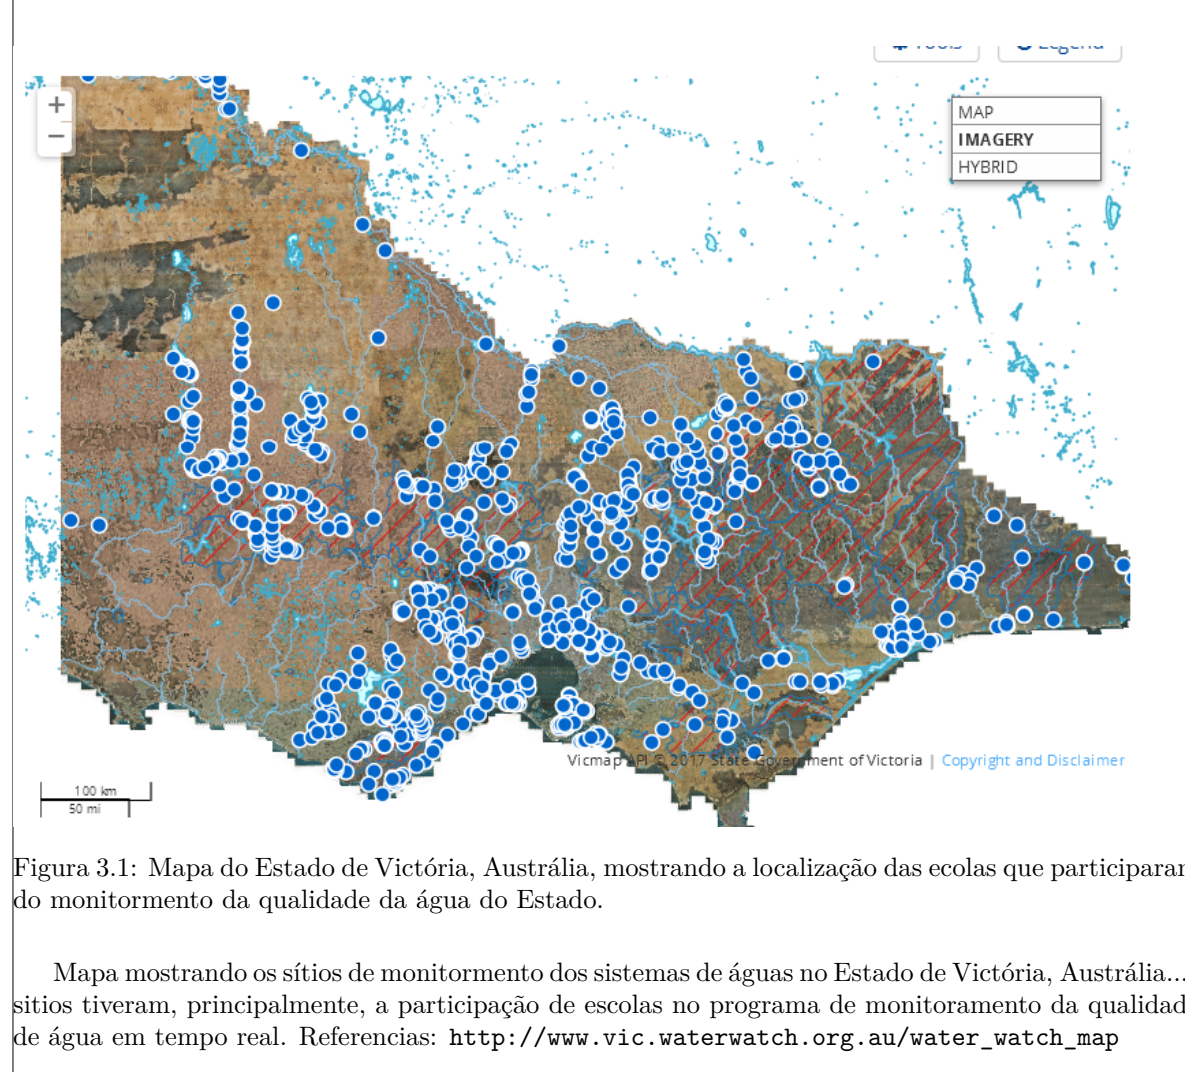 Tools Legend
+
−
MAP
IMAGERY
HYBRID
Vicmap API © 2017 State Government of Victoria | Copyright and Disclaimer
100 km
50 mi
Figura 3.1: Mapa do Estado de Victória, Austrália, mostrando a localização das ecolas que participaram
do monitormento da qualidade da água do Estado.
Mapa mostrando os sítios de monitormento dos sistemas de águas no Estado de Victória, Austrália...
sitios tiveram, principalmente, a participação de escolas no programa de monitoramento da qualidad
de água em tempo real. Referencias: http://www.vic.waterwatch.org.au/water_watch_map